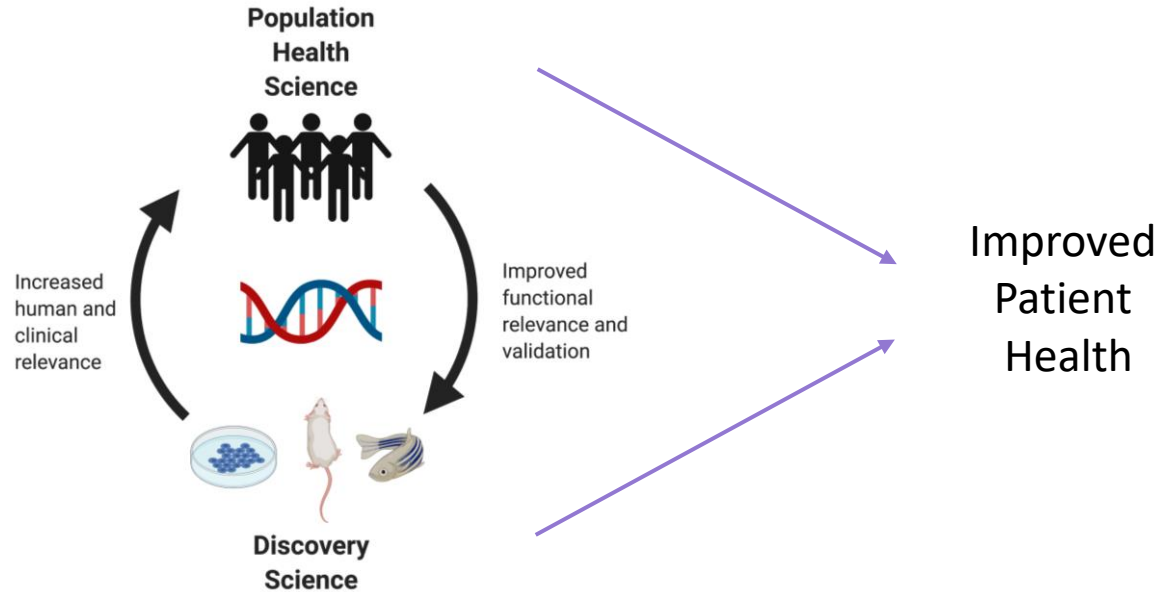 Population
Health
Science
Increased
human and
clinical
relevance
Improved
functional
relevance and
validation
Discovery
Science
Improved
Patient
Health